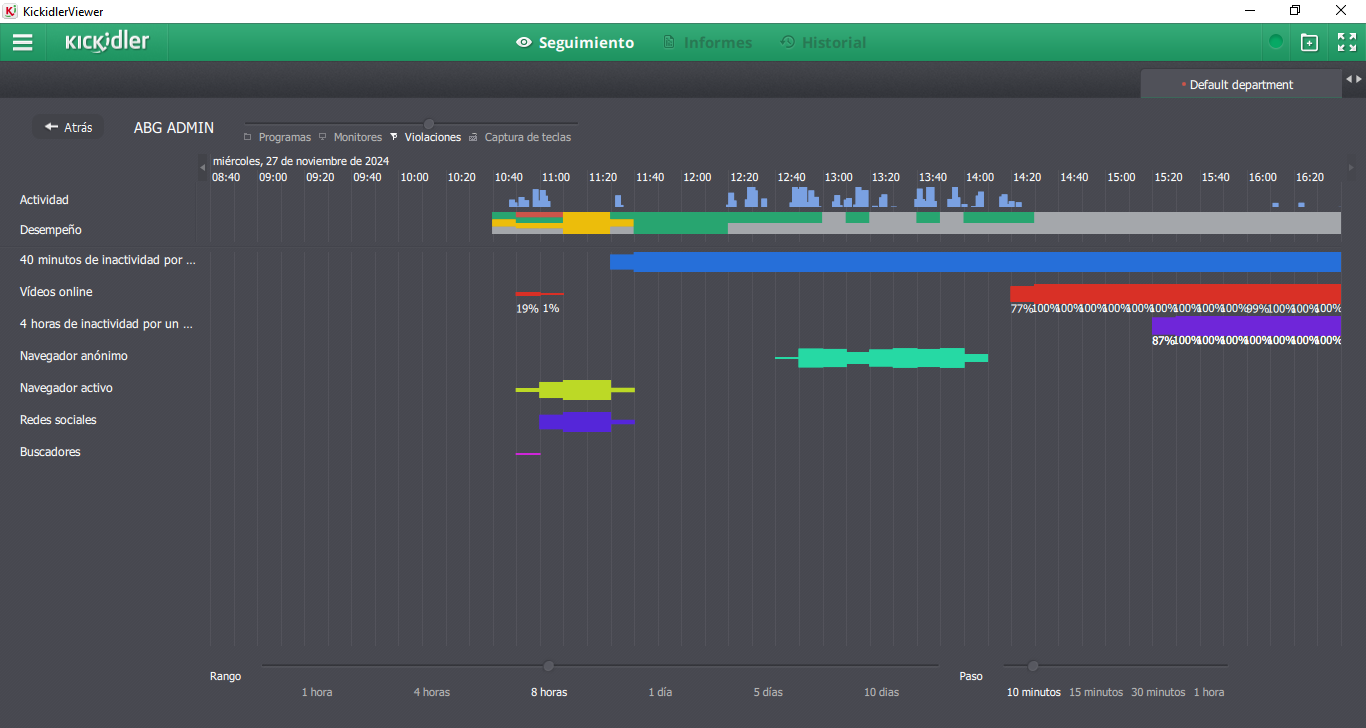 KickidlerViewer
KICKiDLER
Seguimiento Informes Historial
* Default department
Atrás ABG ADMIN
Programas Monitores Violaciones Captura de teclas
miércoles, 27 de noviembre de 2024
08:40 09:00 09:20 09:40 10:00 10:20 10:40 11:00 11:20 11:40 12:00 12:20 12:40 13:00 13:20 13:40 14:00 14:20 14:40 15:00 15:20 15:40 16:00 16:20
Actividad
Desempeño
40 minutos de inactividad por ...
Vídeos online
19% 1% 77% 100% 100% 100% 100% 100% 100% 100% 100% 100% 99% 100% 100% 100%
4 horas de inactividad por un ...
87% 100% 100% 100% 100% 100% 100% 100%
Navegador anónimo
Navegador activo
Redes sociales
Buscadores
Rango Paso
1 hora 4 horas 8 horas 1 día 5 días 10 dias 10 minutos 15 minutos 30 minutos 1 hora